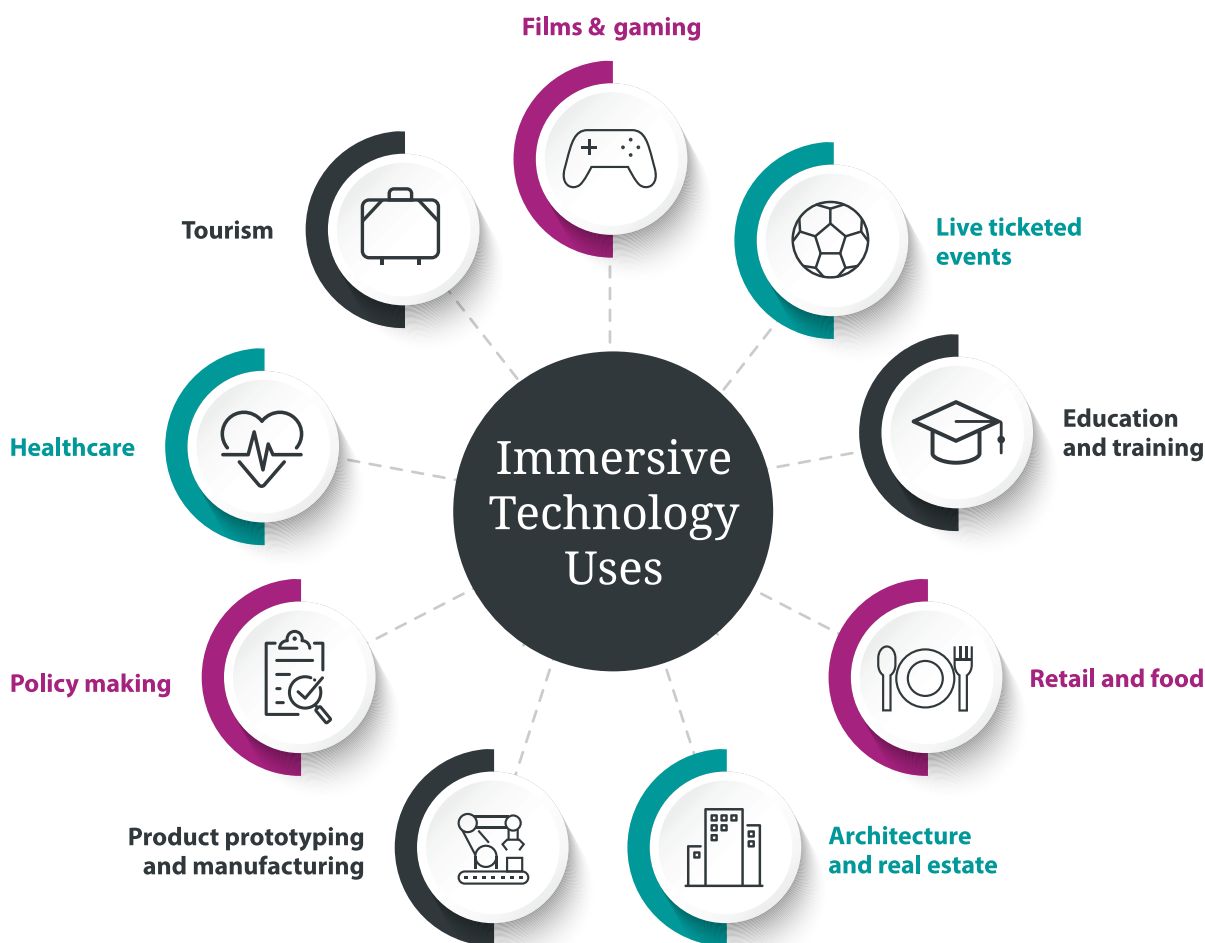 Films & gaming
Live ticketed
events
Education
and training
Retail and food
Architecture
and real estate
Product prototyping
and manufacturing
Policy making
Healthcare
Tourism
Immersive
Technology
Uses